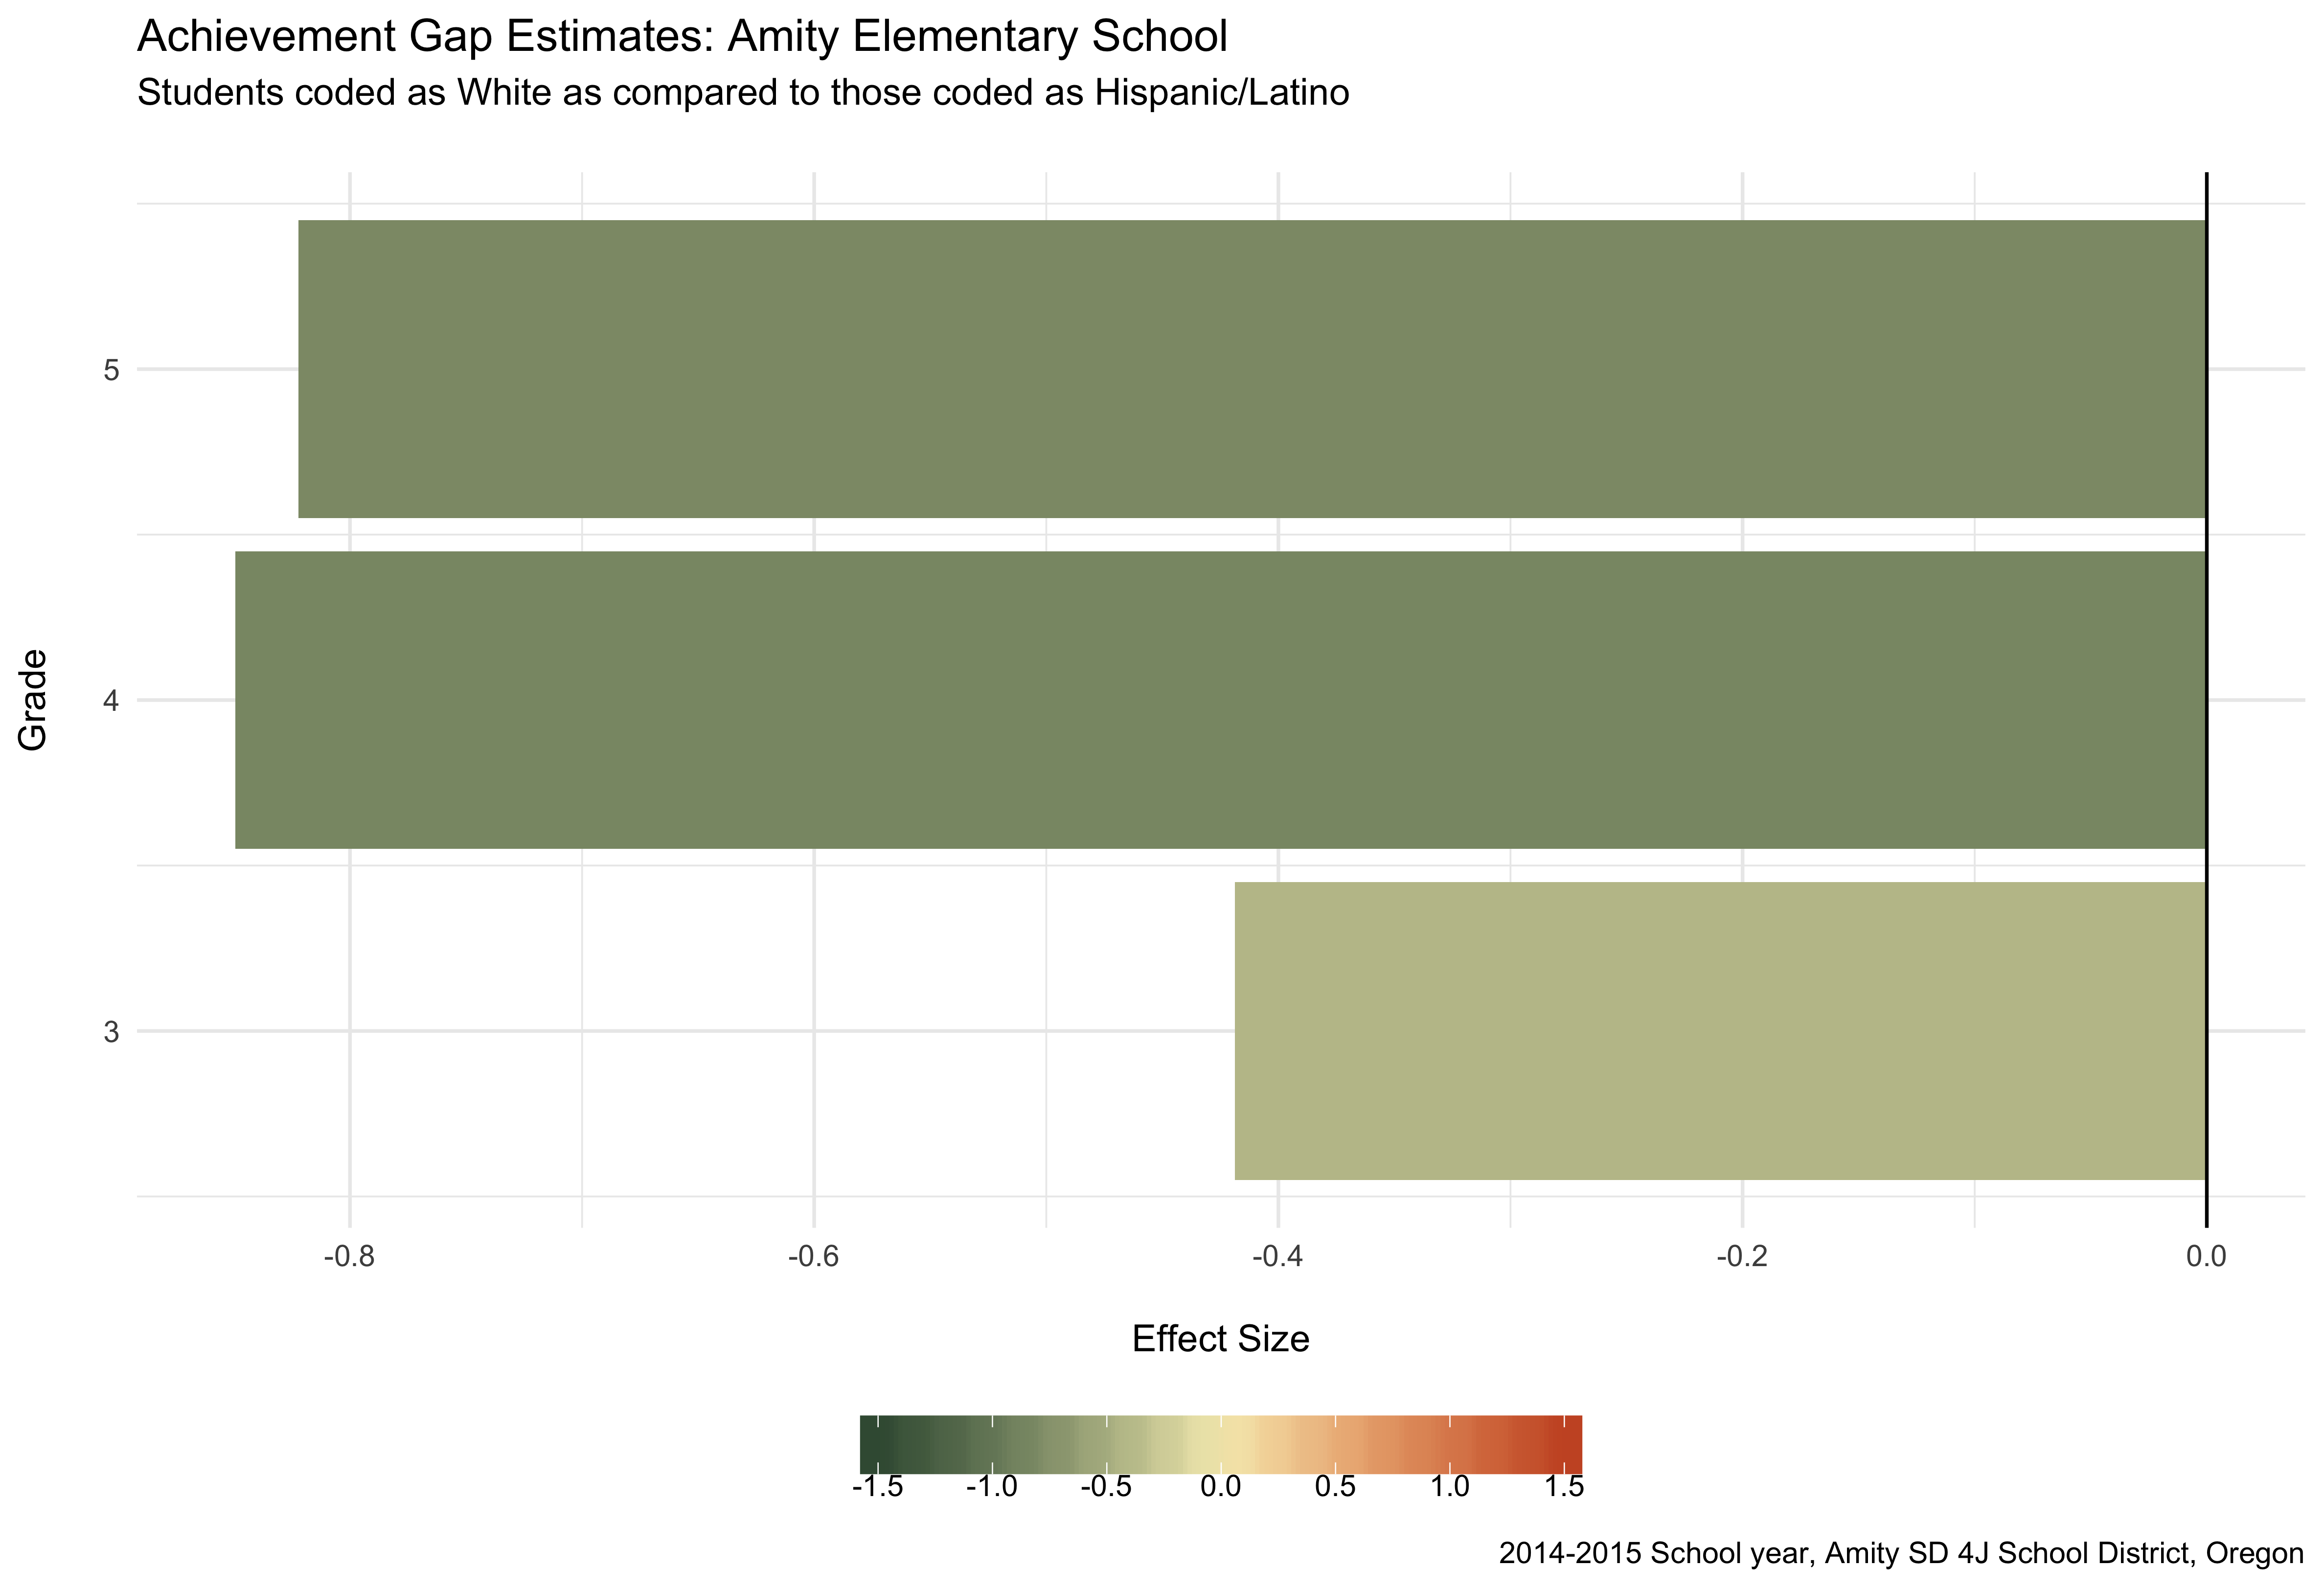 Achievement Gap Estimates: Amity Elementary School
Students coded as White as compared to those coded as Hispanic/Latino
Grade
5
4
3
-0.8 -0.6 -0.4 -0.2 0.0
Effect Size
-1.5 -1.0 -0.5 0.0 0.5 1.0 1.5
2014-2015 School year, Amity SD 4J School District, Oregon